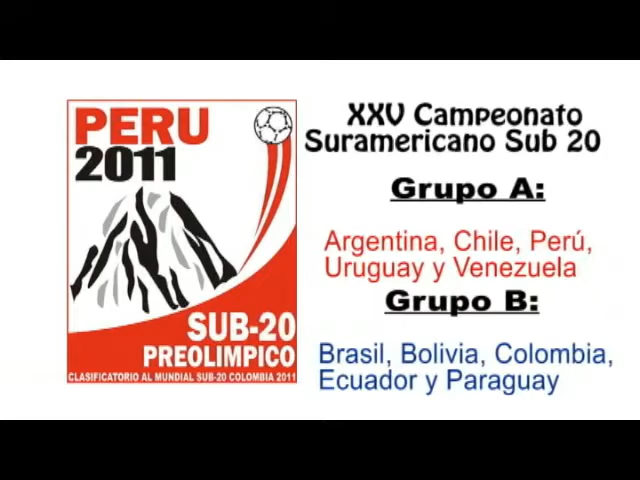 PERU
2011
SUB-20
PREOLIMPICO
CLASIFICATORIO AL MUNDIAL SUB-20 COLOMBIA 2011
XXV Campeonato
Suramericano Sub 20
Grupo A:
Argentina, Chile, Perú,
Uruguay y Venezuela
Grupo B:
Brasil, Bolivia, Colombia,
Ecuador y Paraguay